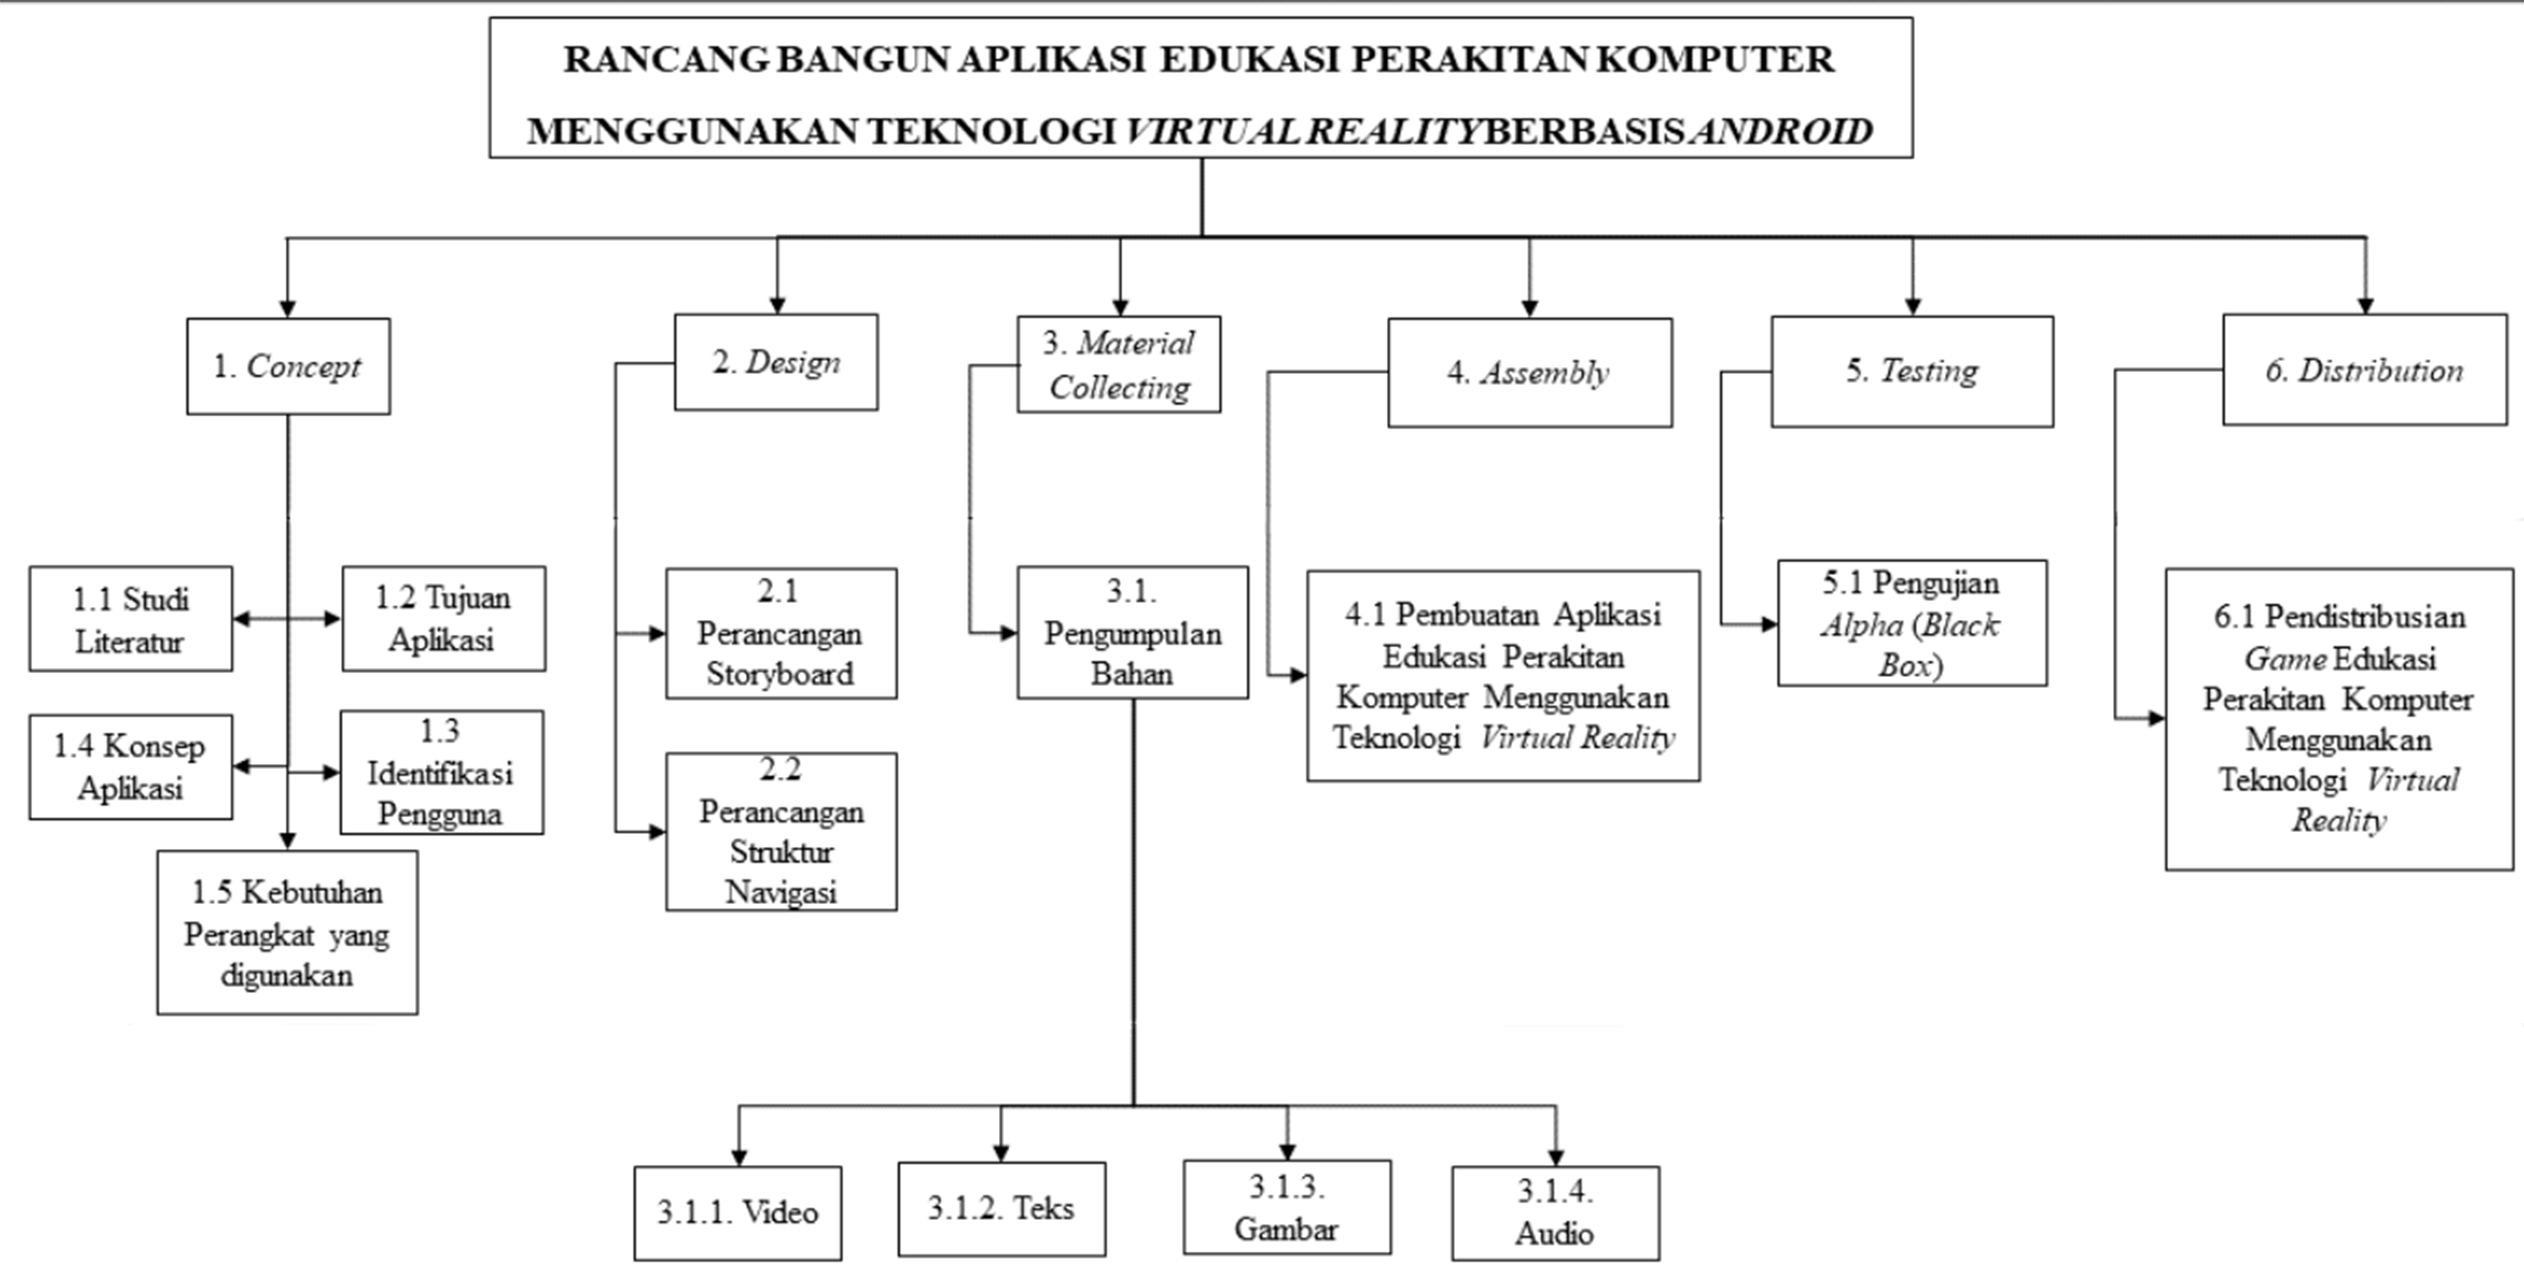 RANCANG BANGUN APLIKASI EDUKASI PERAKITAN KOMPUTER
MENGGUNAKAN TEKNOLOGI VIRTUAL REALITY BERBASIS ANDROID
1. Concept
2. Design
3. Material
Collecting
4. Assembly
5. Testing
6. Distribution
1.1 Studi
Literatur
1.2 Tujuan
Aplikasi
1.4 Konsep
Aplikasi
1.3
Identifikasi
Pengguna
1.5 Kebutuhan
Perangkat yang
digunakan
2.1
Perancangan
Storyboard
2.2
Perancangan
Struktur
Navigasi
3.1.
Pengumpulan
Bahan
4.1 Pembuatan Aplikasi
Edukasi Perakitan
Komputer Menggunakan
Teknologi Virtual Reality
5.1 Pengujian
Alpha (Black
Box)
6.1 Pendistribusian
Game Edukasi
Perakitan Komputer
Menggunakan
Teknologi Virtual
Reality
3.1.1. Video
3.1.2. Teks
3.1.3.
Gambar
3.1.4.
Audio